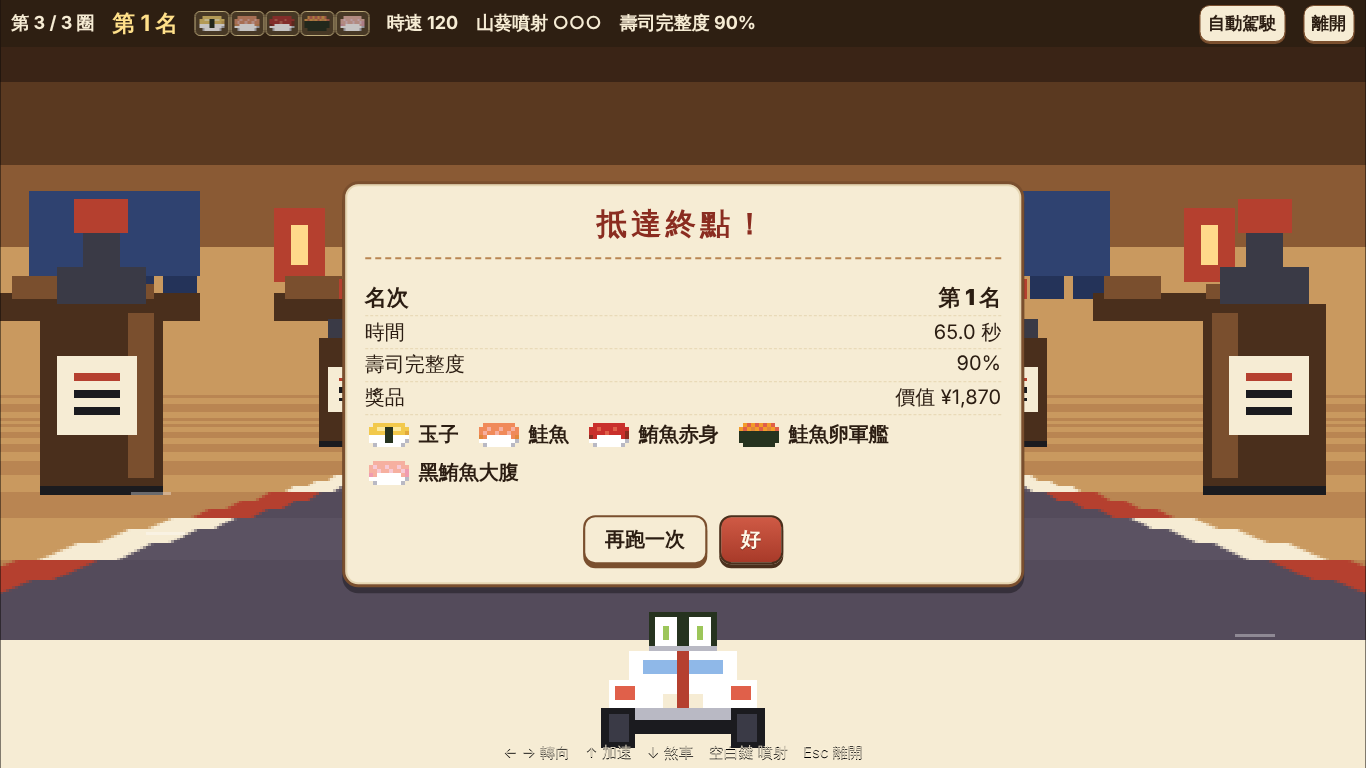 第 3 / 3 圈 第 1 名 時速 120 山葵噴射 ○○○ 壽司完整度 90% 自動駕駛 離開
抵達終點！
名次 第 1 名
時間 65.0 秒
壽司完整度 90%
獎品 價值 ¥1,870
玉子 鮭魚 鮪魚赤身 鮭魚卵軍艦
黑鮪魚大腹
再跑一次 好
← → 轉向 ↑ 加速 ↓ 煞車 空白鍵 噴射 Esc 離開